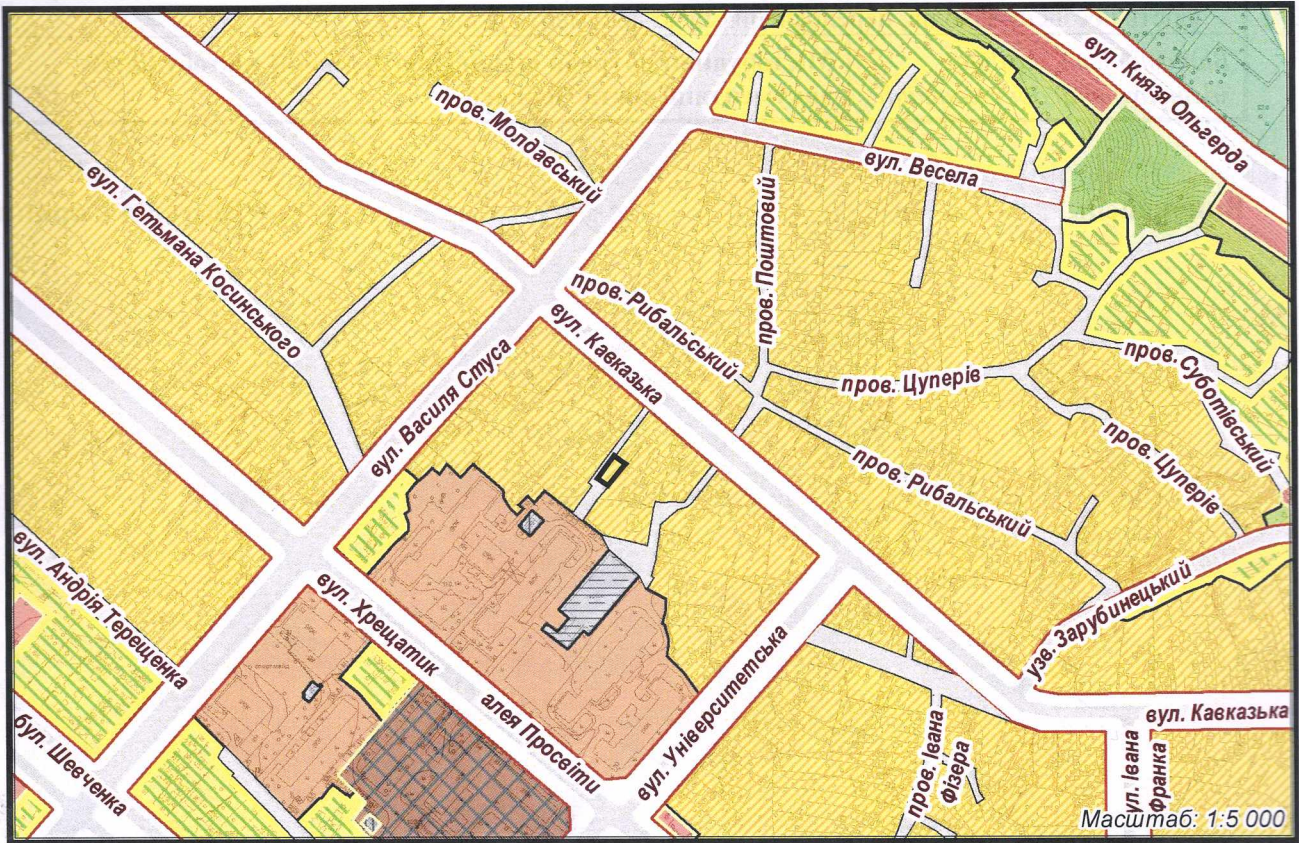 вул. Князя Ольгерда
пров. Молдавський
вул. Весела
вул. Гетьмана Косинського
пров. Поштовий
пров. Рибальський
вул. Кавказька
вул. Василя Стуса
пров. Цуперів
пров. Суботівський
пров. Цуперів
пров. Рибальський
вул. Андрія Терещенка
вул. Хрещатик
узв. Зарубинецький
вул. Університетська
алея Просвіти
бул. Шевченка
пров. Івана
Фізера
вул. Кавказька
ул. Івана
Франка
Масштаб: 1:5 000